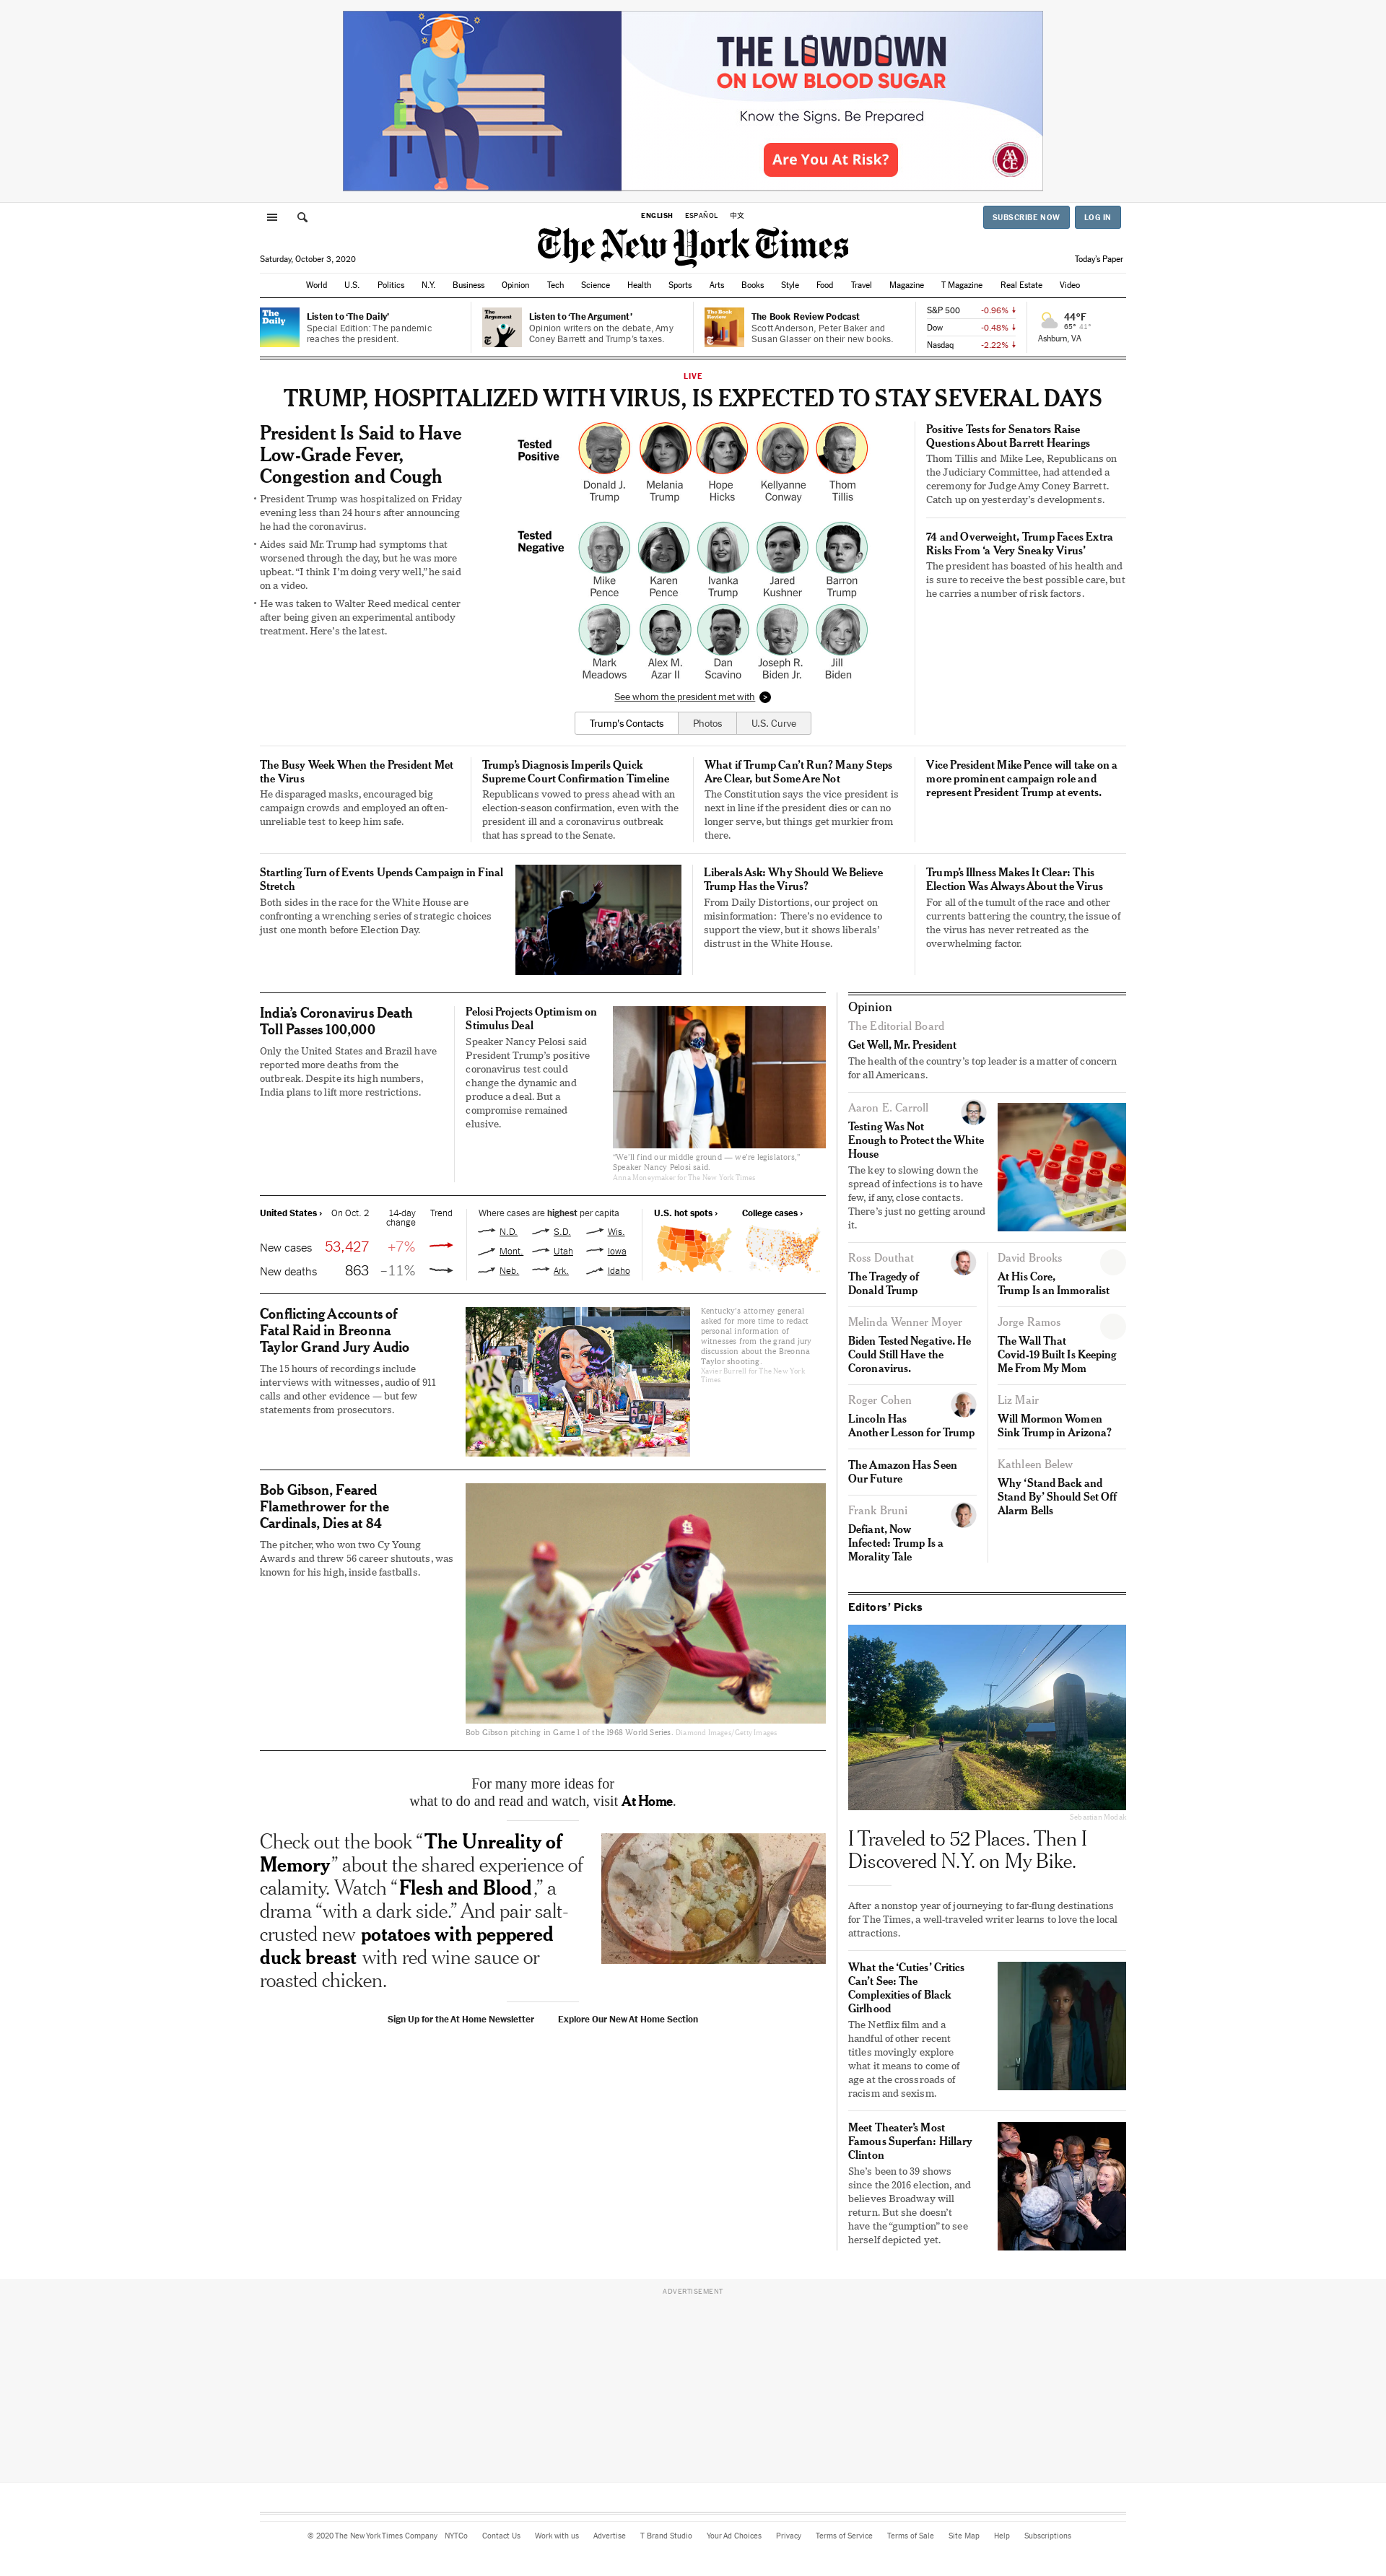 THE LOWDOWN
ON LOW BLOOD SUGAR
Know the Signs. Be Prepared
Are You At Risk?
AACE
ENGLISH ESPAÑOL 中文
SUBSCRIBE NOW LOG IN
The New York Times
Saturday, October 3, 2020
Today's Paper
World U.S. Politics N.Y. Business Opinion Tech Science Health Sports Arts Books Style Food Travel Magazine T Magazine Real Estate Video
The Daily
Listen to 'The Daily'
Special Edition: The pandemic
reaches the president.
The Argument
Listen to 'The Argument'
Opinion writers on the debate, Amy
Coney Barrett and Trump's taxes.
The Book Review
The Book Review Podcast
Scott Anderson, Peter Baker and
Susan Glasser on their new books.
S&P 500 -0.96%
Dow -0.48%
Nasdaq -2.22%
44°F
65° 41°
Ashburn, VA
LIVE
TRUMP, HOSPITALIZED WITH VIRUS, IS EXPECTED TO STAY SEVERAL DAYS
President Is Said to Have
Low-Grade Fever,
Congestion and Cough
• President Trump was hospitalized on Friday
evening less than 24 hours after announcing
he had the coronavirus.
• Aides said Mr. Trump had symptoms that
worsened through the day, but he was more
upbeat. “I think I’m doing very well,” he said
on a video.
• He was taken to Walter Reed medical center
after being given an experimental antibody
treatment. Here’s the latest.
Tested
Positive
Donald J.
Trump
Melania
Trump
Hope
Hicks
Kellyanne
Conway
Thom
Tillis
Tested
Negative
Mike
Pence
Karen
Pence
Ivanka
Trump
Jared
Kushner
Barron
Trump
Mark
Meadows
Alex M.
Azar II
Dan
Scavino
Joseph R.
Biden Jr.
Jill
Biden
See whom the president met with >
Trump's Contacts Photos U.S. Curve
Positive Tests for Senators Raise
Questions About Barrett Hearings
Thom Tillis and Mike Lee, Republicans on
the Judiciary Committee, had attended a
ceremony for Judge Amy Coney Barrett.
Catch up on yesterday’s developments.
74 and Overweight, Trump Faces Extra
Risks From ‘a Very Sneaky Virus’
The president has boasted of his health and
is sure to receive the best possible care, but
he carries a number of risk factors.
The Busy Week When the President Met
the Virus
He disparaged masks, encouraged big
campaign crowds and employed an often-
unreliable test to keep him safe.
Trump’s Diagnosis Imperils Quick
Supreme Court Confirmation Timeline
Republicans vowed to press ahead with an
election-season confirmation, even with the
president ill and a coronavirus outbreak
that has spread to the Senate.
What if Trump Can’t Run? Many Steps
Are Clear, but Some Are Not
The Constitution says the vice president is
next in line if the president dies or can no
longer serve, but things get murkier from
there.
Vice President Mike Pence will take on a
more prominent campaign role and
represent President Trump at events.
Startling Turn of Events Upends Campaign in Final
Stretch
Both sides in the race for the White House are
confronting a wrenching series of strategic choices
just one month before Election Day.
Liberals Ask: Why Should We Believe
Trump Has the Virus?
From Daily Distortions, our project on
misinformation: There’s no evidence to
support the view, but it shows liberals’
distrust in the White House.
Trump’s Illness Makes It Clear: This
Election Was Always About the Virus
For all of the tumult of the race and other
currents battering the country, the issue of
the virus has never retreated as the
overwhelming factor.
India’s Coronavirus Death
Toll Passes 100,000
Only the United States and Brazil have
reported more deaths from the
outbreak. Despite its high numbers,
India plans to lift more restrictions.
Pelosi Projects Optimism on
Stimulus Deal
Speaker Nancy Pelosi said
President Trump’s positive
coronavirus test could
change the dynamic and
produce a deal. But a
compromise remained
elusive.
“We’ll find our middle ground — we’re legislators,”
Speaker Nancy Pelosi said.
Anna Moneymaker for The New York Times
United States › On Oct. 2 14-day
change Trend
New cases 53,427 +7%
New deaths 863 −11%
Where cases are highest per capita
N.D. S.D. Wis.
Mont. Utah Iowa
Neb. Ark. Idaho
U.S. hot spots › College cases ›
Conflicting Accounts of
Fatal Raid in Breonna
Taylor Grand Jury Audio
The 15 hours of recordings include
interviews with witnesses, audio of 911
calls and other evidence — but few
statements from prosecutors.
Kentucky’s attorney general
asked for more time to redact
personal information of
witnesses from the grand jury
discussion about the Breonna
Taylor shooting.
Xavier Burrell for The New York
Times
Bob Gibson, Feared
Flamethrower for the
Cardinals, Dies at 84
The pitcher, who won two Cy Young
Awards and threw 56 career shutouts, was
known for his high, inside fastballs.
Bob Gibson pitching in Game 1 of the 1968 World Series. Diamond Images/Getty Images
For many more ideas for
what to do and read and watch, visit At Home.
Check out the book “The Unreality of
Memory” about the shared experience of
calamity. Watch “Flesh and Blood,” a
drama “with a dark side.” And pair salt-
crusted new potatoes with peppered
duck breast with red wine sauce or
roasted chicken.
Sign Up for the At Home Newsletter Explore Our New At Home Section
Opinion
The Editorial Board
Get Well, Mr. President
The health of the country’s top leader is a matter of concern
for all Americans.
Aaron E. Carroll
Testing Was Not
Enough to Protect the White
House
The key to slowing down the
spread of infections is to have
few, if any, close contacts.
There’s just no getting around
it.
Ross Douthat
The Tragedy of
Donald Trump
Melinda Wenner Moyer
Biden Tested Negative. He
Could Still Have the
Coronavirus.
Roger Cohen
Lincoln Has
Another Lesson for Trump
The Amazon Has Seen
Our Future
Frank Bruni
Defiant, Now
Infected: Trump Is a
Morality Tale
David Brooks
At His Core,
Trump Is an Immoralist
Jorge Ramos
The Wall That
Covid-19 Built Is Keeping
Me From My Mom
Liz Mair
Will Mormon Women
Sink Trump in Arizona?
Kathleen Belew
Why ‘Stand Back and
Stand By’ Should Set Off
Alarm Bells
Editors’ Picks
Sebastian Modak
I Traveled to 52 Places. Then I
Discovered N.Y. on My Bike.
After a nonstop year of journeying to far-flung destinations
for The Times, a well-traveled writer learns to love the local
attractions.
What the ‘Cuties’ Critics
Can’t See: The
Complexities of Black
Girlhood
The Netflix film and a
handful of other recent
titles movingly explore
what it means to come of
age at the crossroads of
racism and sexism.
Meet Theater’s Most
Famous Superfan: Hillary
Clinton
She’s been to 39 shows
since the 2016 election, and
believes Broadway will
return. But she doesn’t
have the “gumption” to see
herself depicted yet.
ADVERTISEMENT
© 2020 The New York Times Company NYTCo Contact Us Work with us Advertise T Brand Studio Your Ad Choices Privacy Terms of Service Terms of Sale Site Map Help Subscriptions